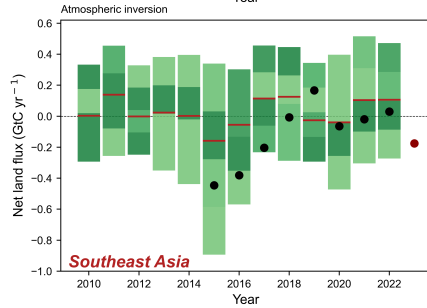 Year
Atmospheric inversion
0.6
0.4
0.2
0.0
−0.2
−0.4
−0.6
−0.8
−1.0
Net land flux (GtC yr⁻¹)
Southeast Asia
2010 2012 2014 2016 2018 2020 2022
Year